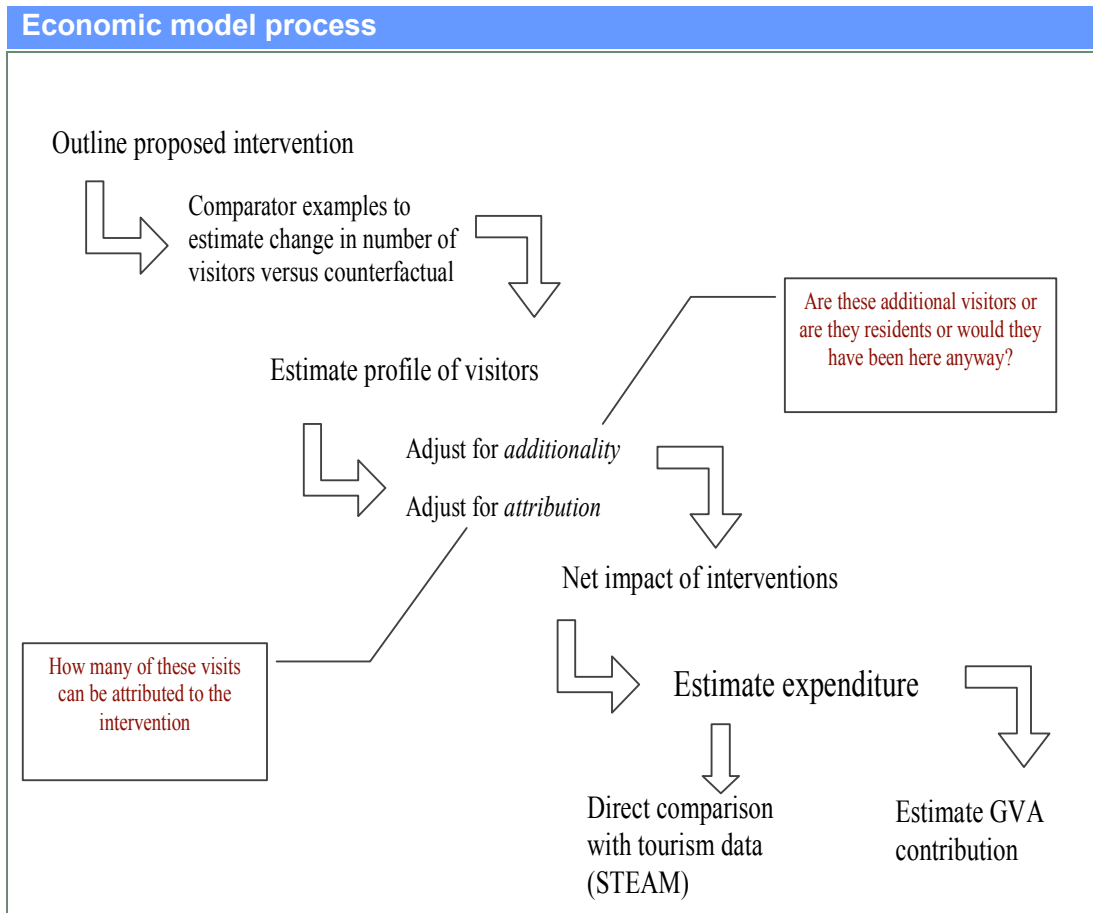 Economic model process
Outline proposed intervention
Comparator examples to
estimate change in number of
visitors versus counterfactual
Are these additional visitors or
are they residents or would they
have been here anyway?
Estimate profile of visitors
Adjust for additionality
Adjust for attribution
Net impact of interventions
How many of these visits
can be attributed to the
intervention
Estimate expenditure
Direct comparison
with tourism data
(STEAM)
Estimate GVA
contribution